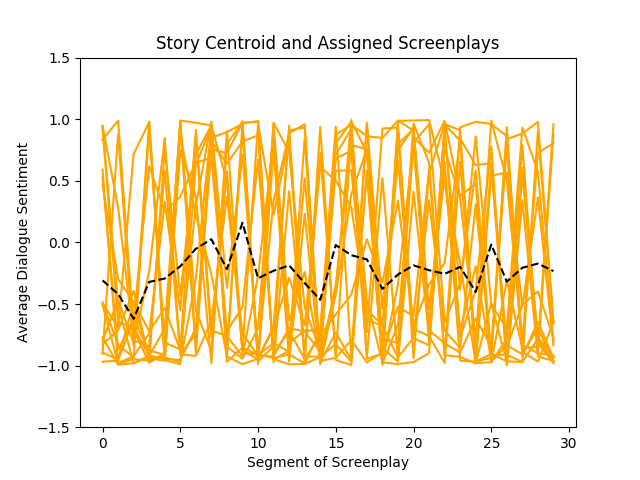 Story Centroid and Assigned Screenplays
1.5
1.0
0.5
0.0
−0.5
−1.0
−1.5
Average Dialogue Sentiment
0 5 10 15 20 25 30
Segment of Screenplay